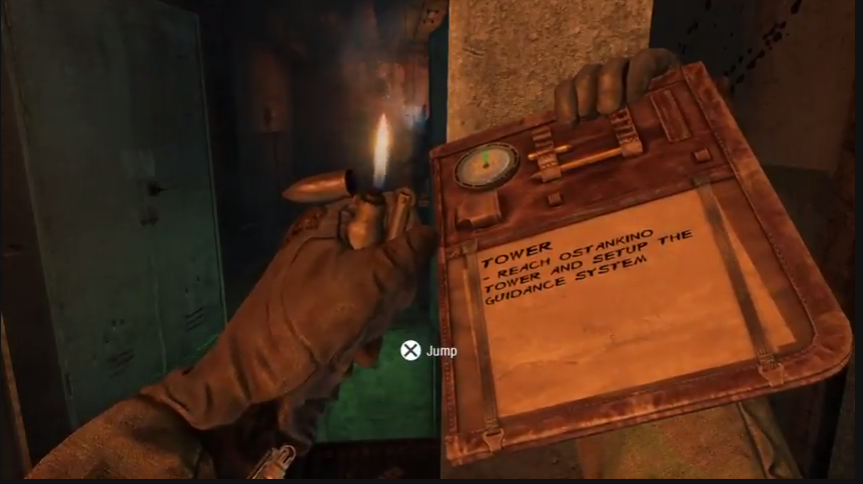 TOWER
- REACH OSTANKINO
TOWER AND SETUP THE
GUIDANCE SYSTEM
Jump